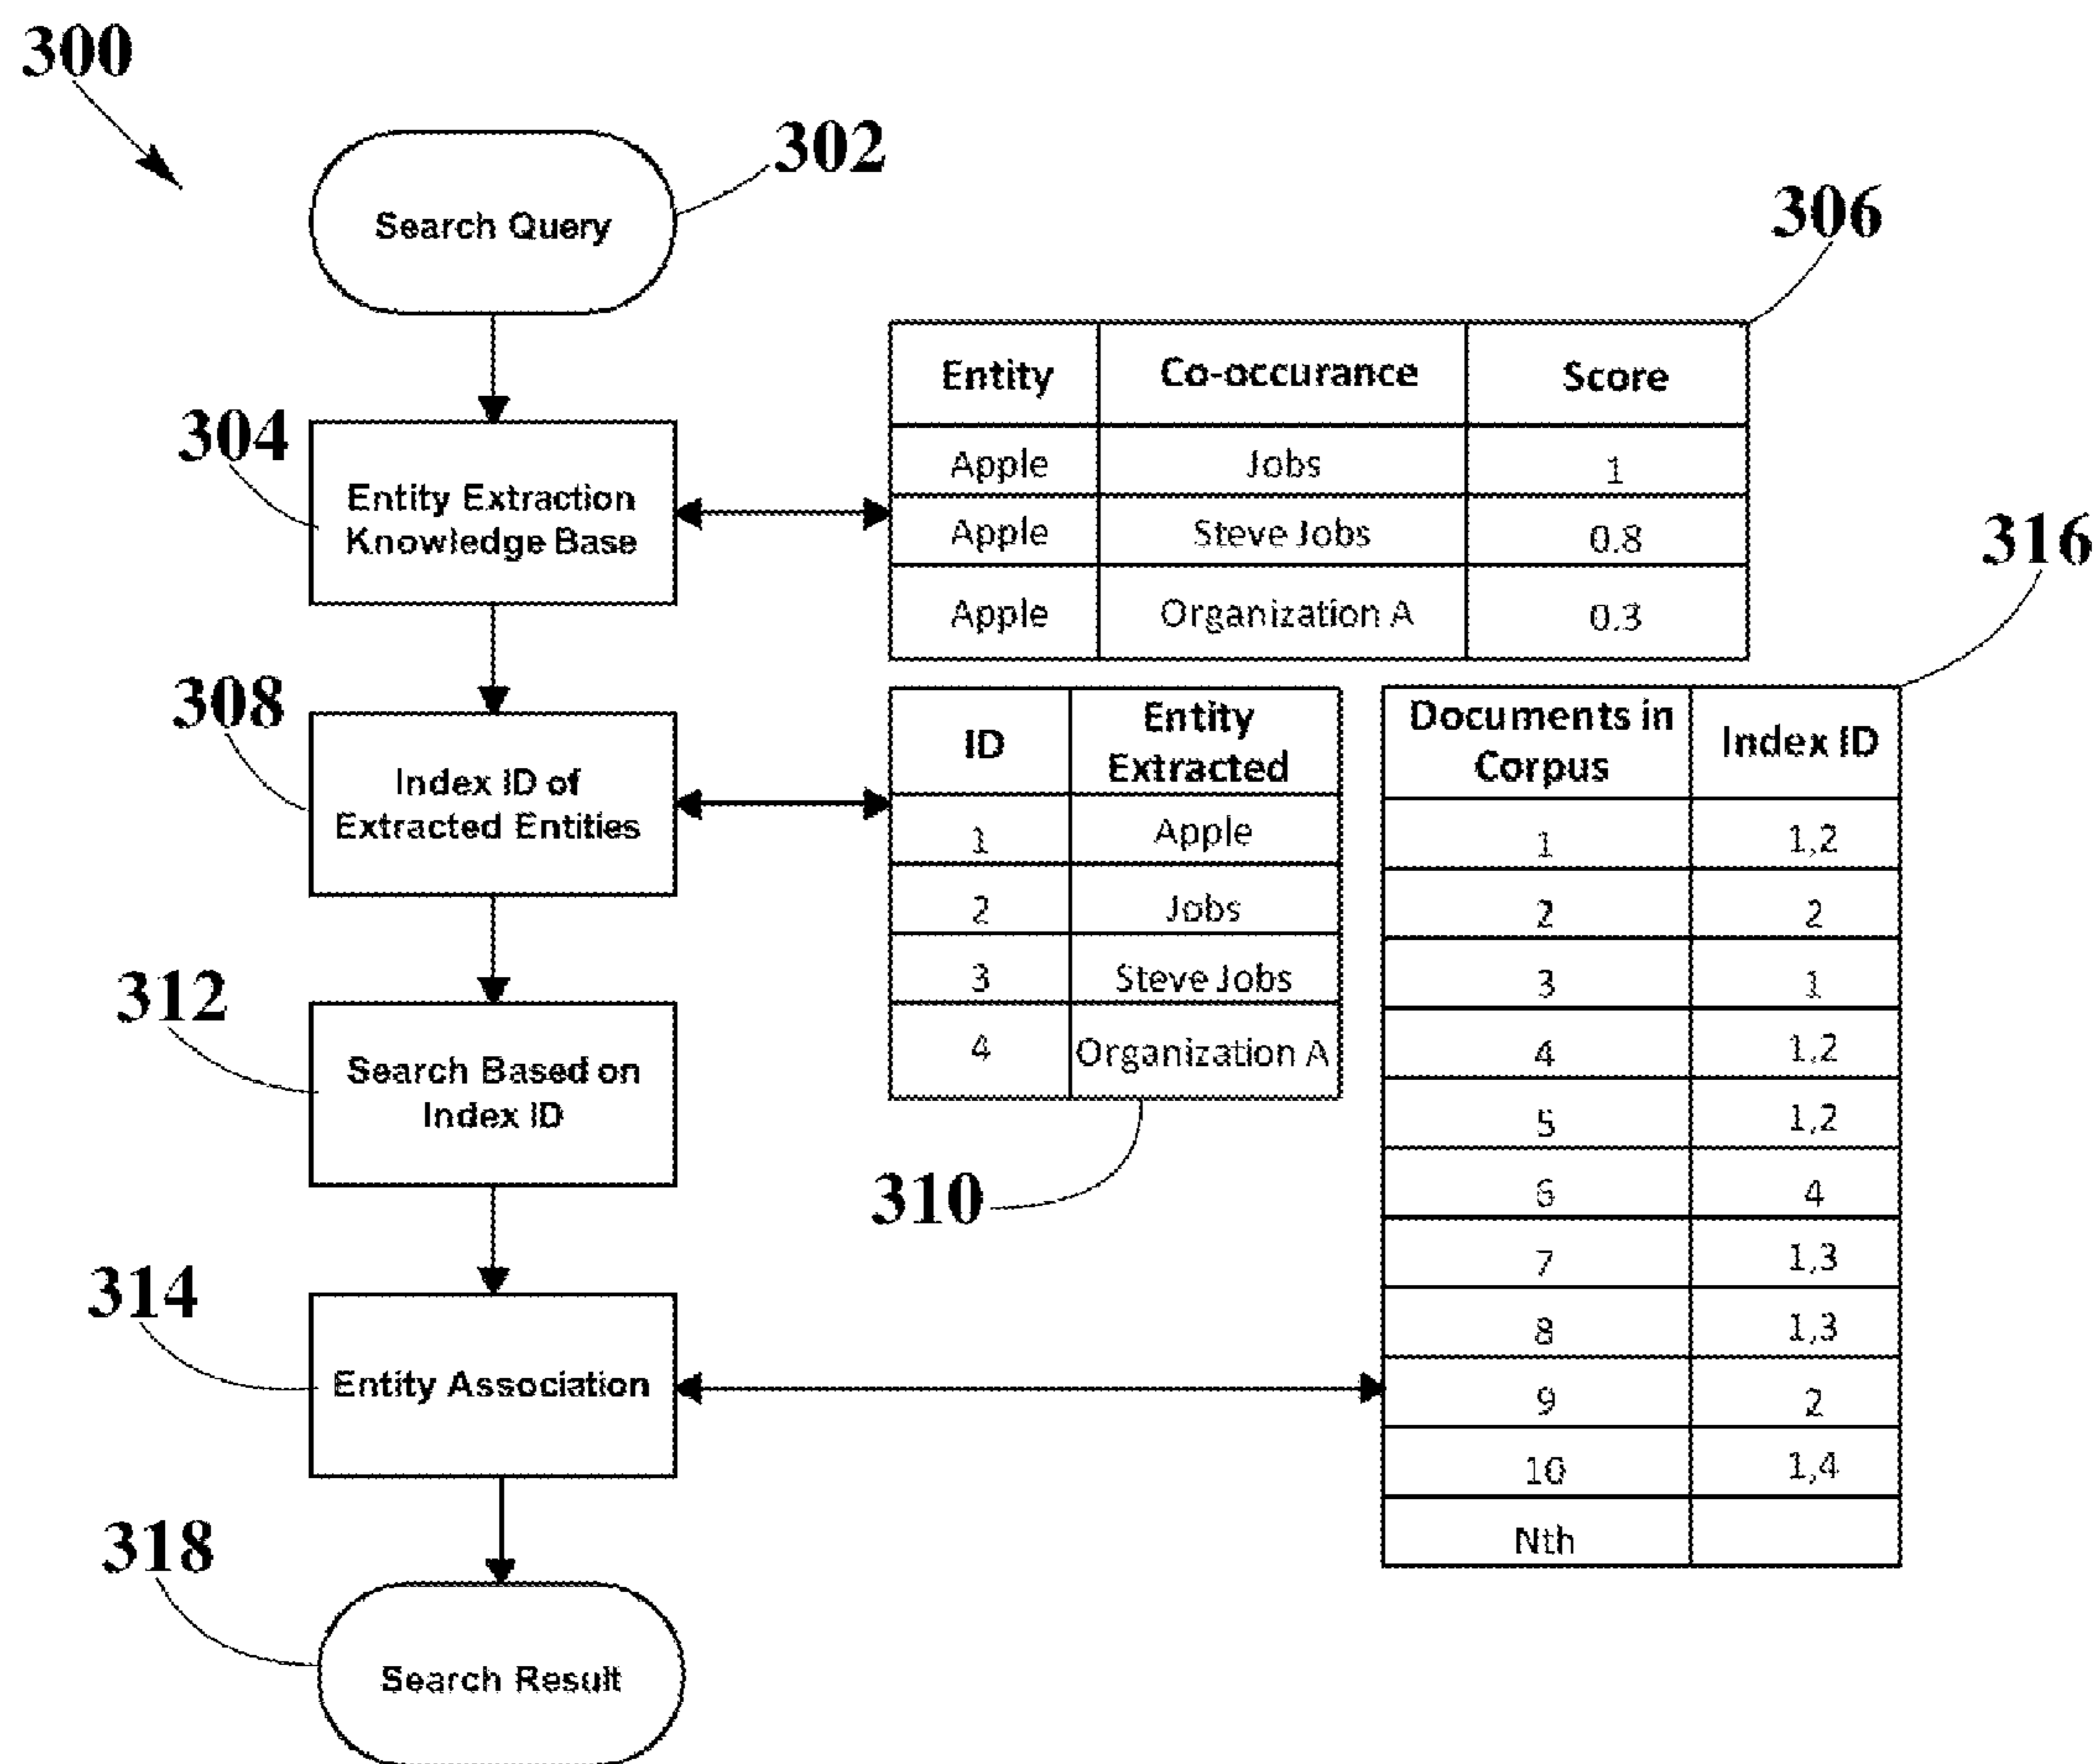 300
302
Search Query
306
Entity Co-occurance Score
Apple Jobs 1
Apple Steve Jobs 0.8
Apple Organization A 0.3
304
Entity Extraction
Knowledge Base
316
308
Index ID of
Extracted Entities
ID Entity
Extracted
1 Apple
2 Jobs
3 Steve Jobs
4 Organization A
310
Documents in
Corpus Index ID
1 1,2
2 2
3 1
4 1,2
5 1,2
6 4
7 1,3
8 1,3
9 2
10 1,4
Nth
312
Search Based on
Index ID
314
Entity Association
318
Search Result